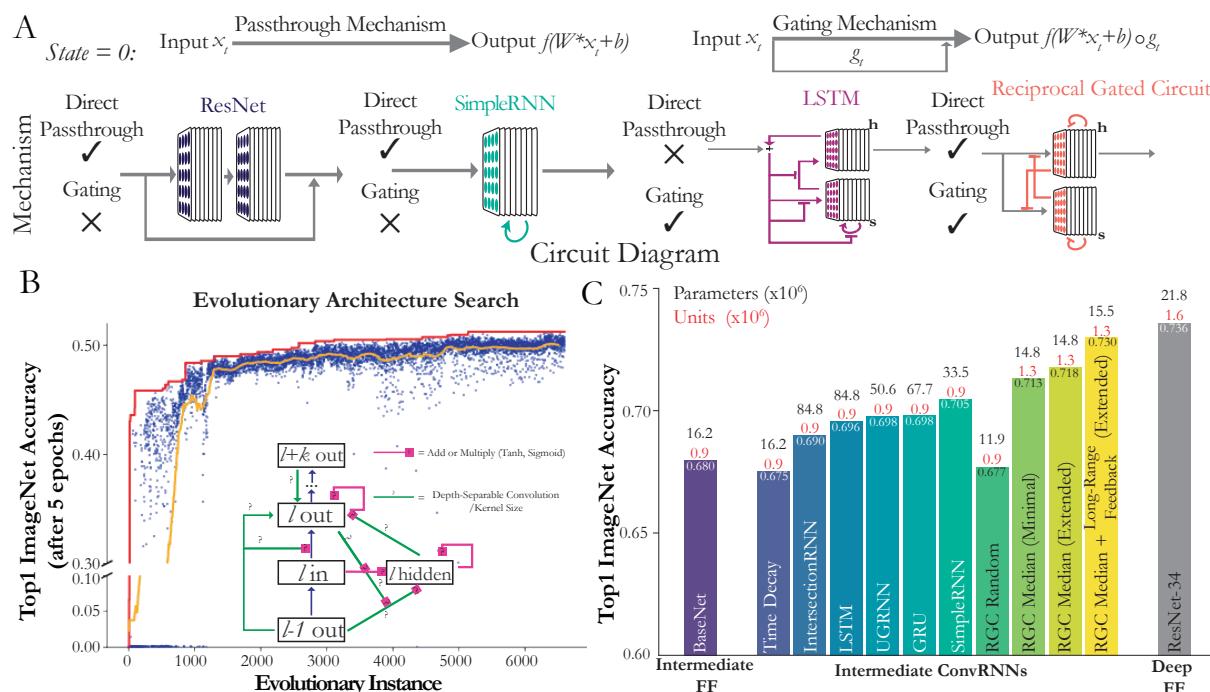 A
State = 0:
Input xₜ
Passthrough Mechanism
Output f(W*xₜ+b)
Input xₜ
Gating Mechanism
gₜ
Output f(W*xₜ+b)∘gₜ
Mechanism
Direct
Passthrough
✓
Gating
✕
ResNet
Direct
Passthrough
✓
Gating
✕
SimpleRNN
Direct
Passthrough
✕
Gating
✓
LSTM
+
h
s
Direct
Passthrough
✓
Gating
✓
Reciprocal Gated Circuit
h
s
Circuit Diagram
B
Evolutionary Architecture Search
Top1 ImageNet Accuracy
(after 5 epochs)
0.50
0.40
0.30
0.10
0.05
0.00
l+k out
l out
l in
l hidden
l-1 out
?
?
?
?
?
?
= Add or Multiply (Tanh, Sigmoid)
? = Depth-Separable Convolution
/Kernel Size
0
1000
2000
3000
4000
5000
6000
Evolutionary Instance
C
Parameters (x10⁶)
Units (x10⁶)
Top1 ImageNet Accuracy
0.75
0.70
0.65
0.60
16.2
0.9
0.680
BaseNet
16.2
0.9
0.675
Time Decay
84.8
0.9
0.690
IntersectionRNN
84.8
0.9
0.696
LSTM
50.6
0.9
0.698
UGRNN
67.7
0.9
0.698
GRU
33.5
0.9
0.705
SimpleRNN
11.9
0.9
0.677
RGC Random
14.8
1.3
0.713
RGC Median (Minimal)
14.8
1.3
0.718
RGC Median (Extended)
15.5
1.3
0.730
RGC Median + Long-Range Feedback (Extended)
21.8
1.6
0.736
ResNet-34
Intermediate
FF
Intermediate ConvRNNs
Deep
FF